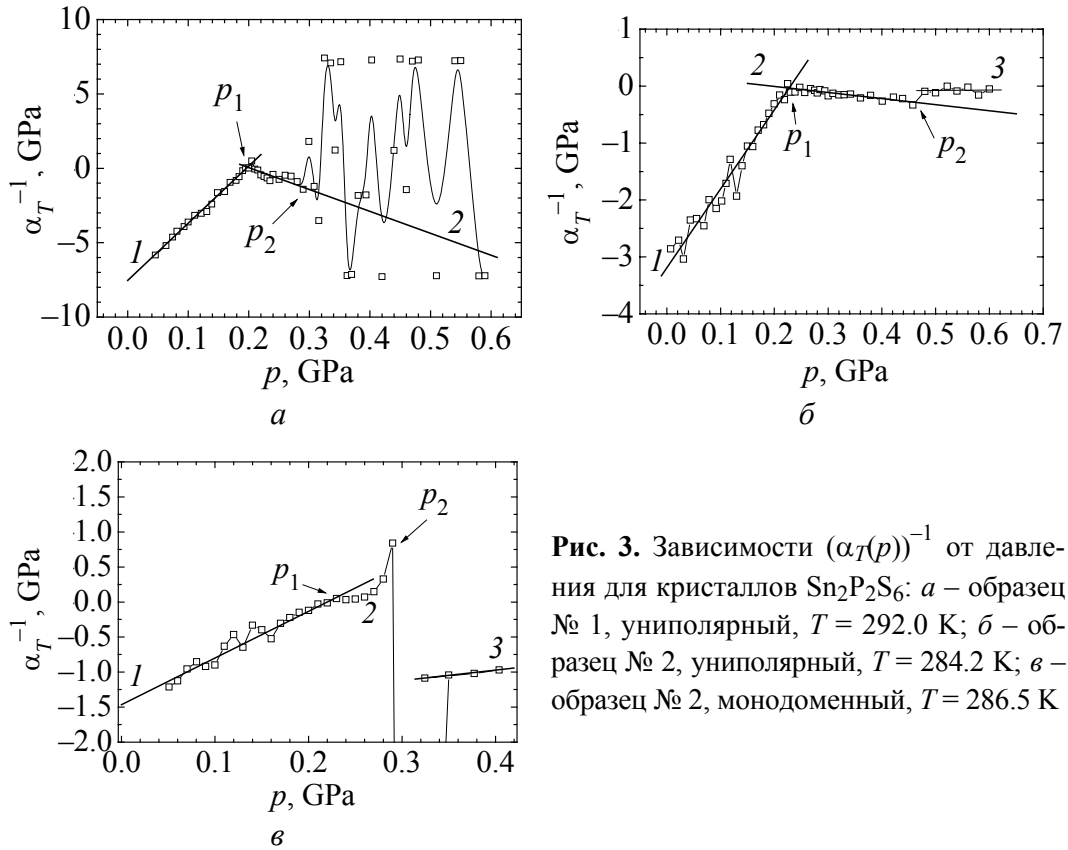 10
5
0
−5
−10
α_T^{−1}, GPa
p_1
p_2
1
2
0.0 0.1 0.2 0.3 0.4 0.5 0.6
p, GPa
а
1
0
−1
−2
−3
−4
α_T^{−1}, GPa
2
3
p_1
p_2
1
0.0 0.1 0.2 0.3 0.4 0.5 0.6 0.7
p, GPa
б
2.0
1.5
1.0
0.5
0.0
−0.5
−1.0
−1.5
−2.0
α_T^{−1}, GPa
p_2
p_1
2
1
3
0.0 0.1 0.2 0.3 0.4
p, GPa
в
Рис. 3. Зависимости (α_T(p))^{−1} от давле-
ния для кристаллов Sn₂P₂S₆: а – образец
№ 1, униполярный, T = 292.0 K; б – об-
разец № 2, униполярный, T = 284.2 K; в –
образец № 2, монодоменный, T = 286.5 K